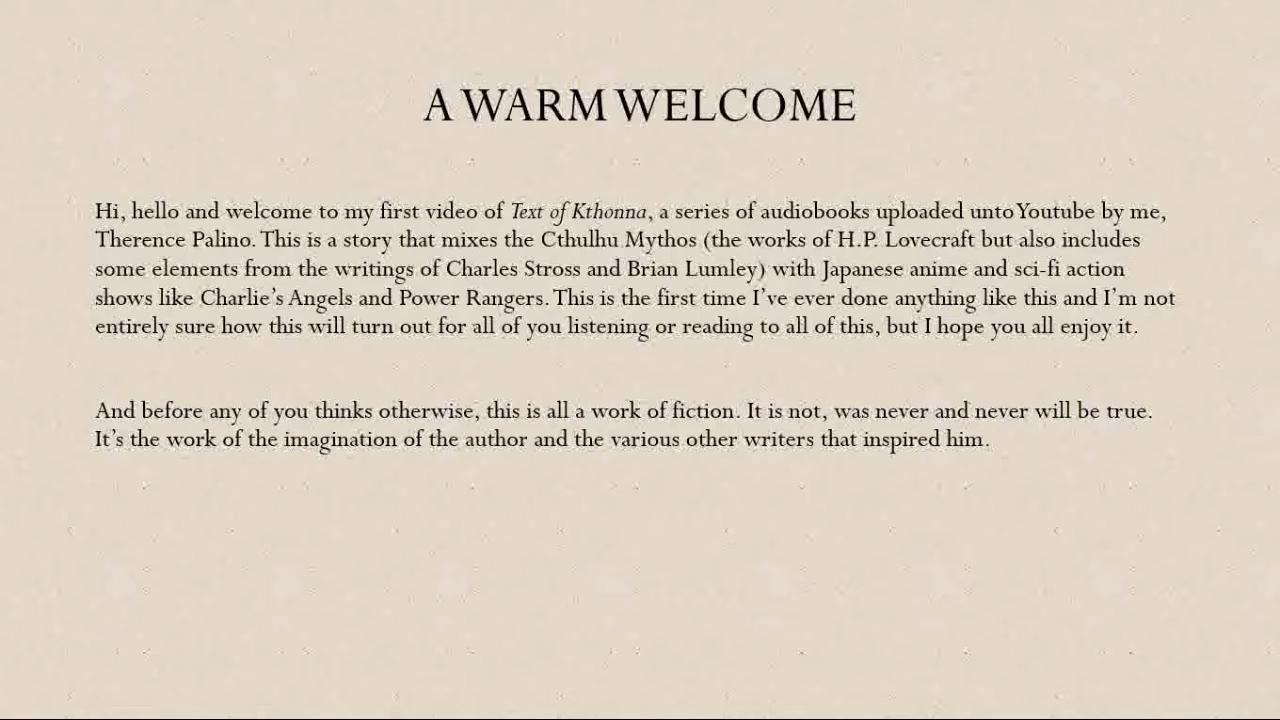 A WARM WELCOME
Hi, hello and welcome to my first video of Text of Kthonna, a series of audiobooks uploaded unto Youtube by me,
Therence Palino. This is a story that mixes the Cthulhu Mythos (the works of H.P. Lovecraft but also includes
some elements from the writings of Charles Stross and Brian Lumley) with Japanese anime and sci-fi action
shows like Charlie’s Angels and Power Rangers. This is the first time I’ve ever done anything like this and I’m not
entirely sure how this will turn out for all of you listening or reading to all of this, but I hope you all enjoy it.
And before any of you thinks otherwise, this is all a work of fiction. It is not, was never and never will be true.
It’s the work of the imagination of the author and the various other writers that inspired him.